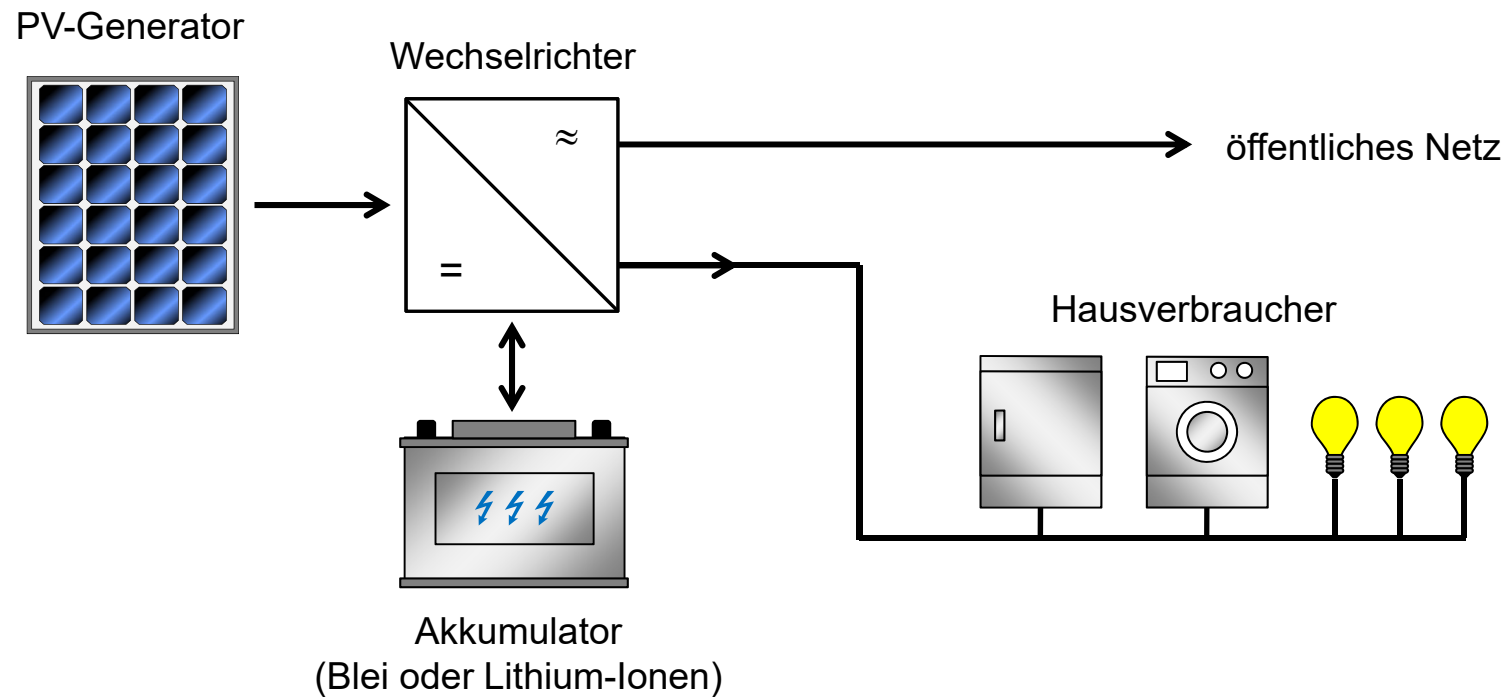 PV-Generator
Wechselrichter
≈
=
öffentliches Netz
Hausverbraucher
Akkumulator
(Blei oder Lithium-Ionen)